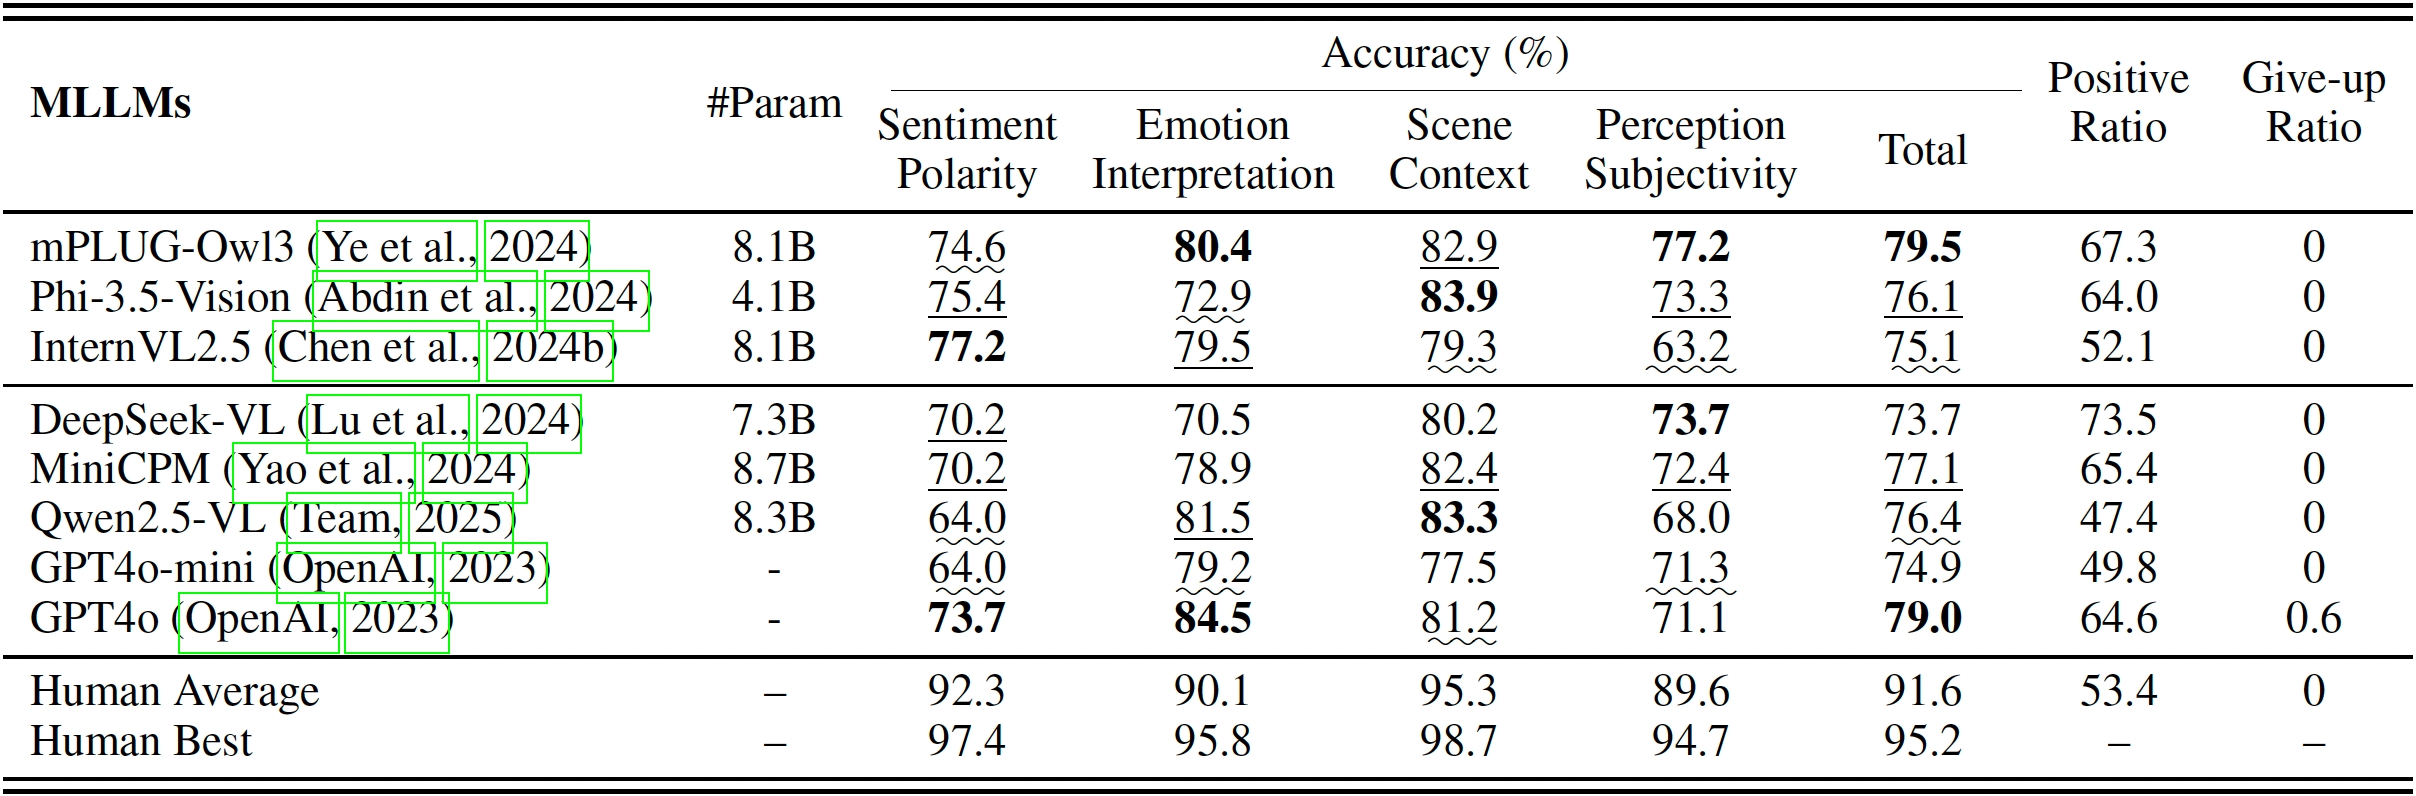 Accuracy (%)
MLLMs #Param Sentiment Polarity Emotion Interpretation Scene Context Perception Subjectivity Total Positive Ratio Give-up Ratio
mPLUG-Owl3 (Ye et al., 2024) 8.1B 74.6 80.4 82.9 77.2 79.5 67.3 0
Phi-3.5-Vision (Abdin et al., 2024) 4.1B 75.4 72.9 83.9 73.3 76.1 64.0 0
InternVL2.5 (Chen et al., 2024b) 8.1B 77.2 79.5 79.3 63.2 75.1 52.1 0
DeepSeek-VL (Lu et al., 2024) 7.3B 70.2 70.5 80.2 73.7 73.7 73.5 0
MiniCPM (Yao et al., 2024) 8.7B 70.2 78.9 82.4 72.4 77.1 65.4 0
Qwen2.5-VL (Team, 2025) 8.3B 64.0 81.5 83.3 68.0 76.4 47.4 0
GPT4o-mini (OpenAI, 2023) - 64.0 79.2 77.5 71.3 74.9 49.8 0
GPT4o (OpenAI, 2023) - 73.7 84.5 81.2 71.1 79.0 64.6 0.6
Human Average – 92.3 90.1 95.3 89.6 91.6 53.4 0
Human Best – 97.4 95.8 98.7 94.7 95.2 – –